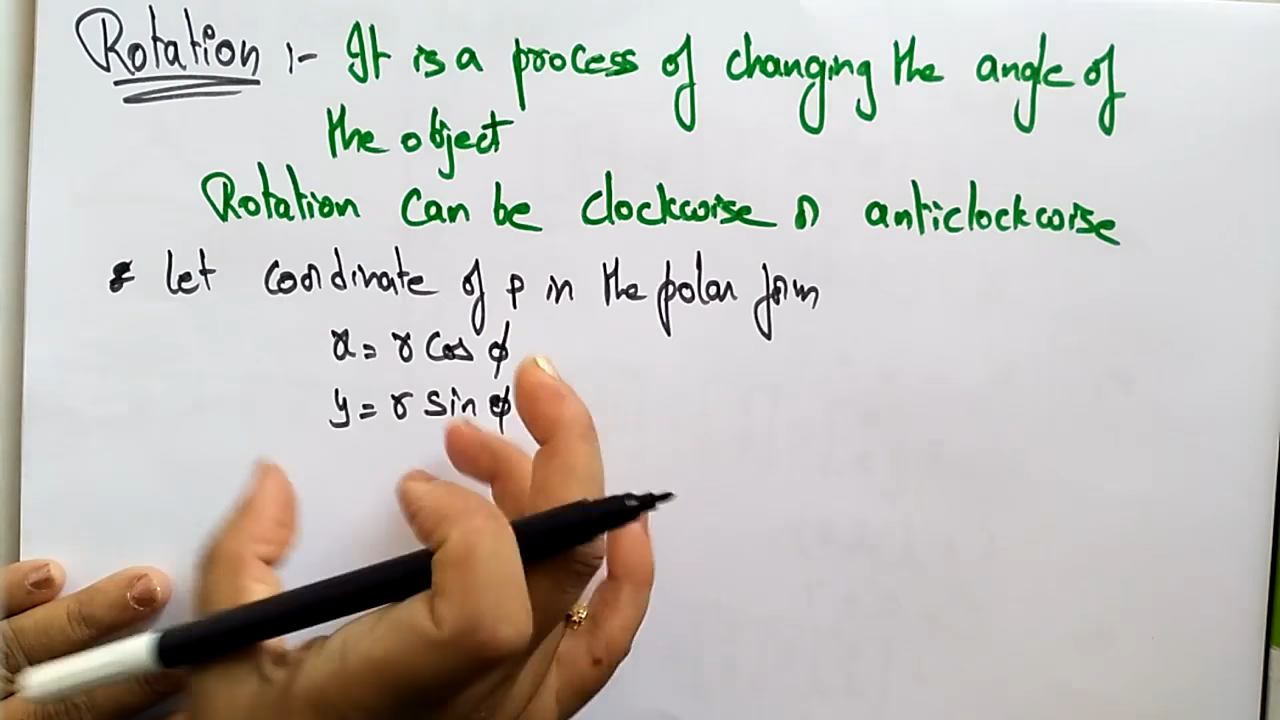 Rotation :- It is a process of changing the angle of
the object
Rotation can be clockwise or anticlockwise
* Let coordinate of P in the polar form
x = r cos φ
y = r sin φ